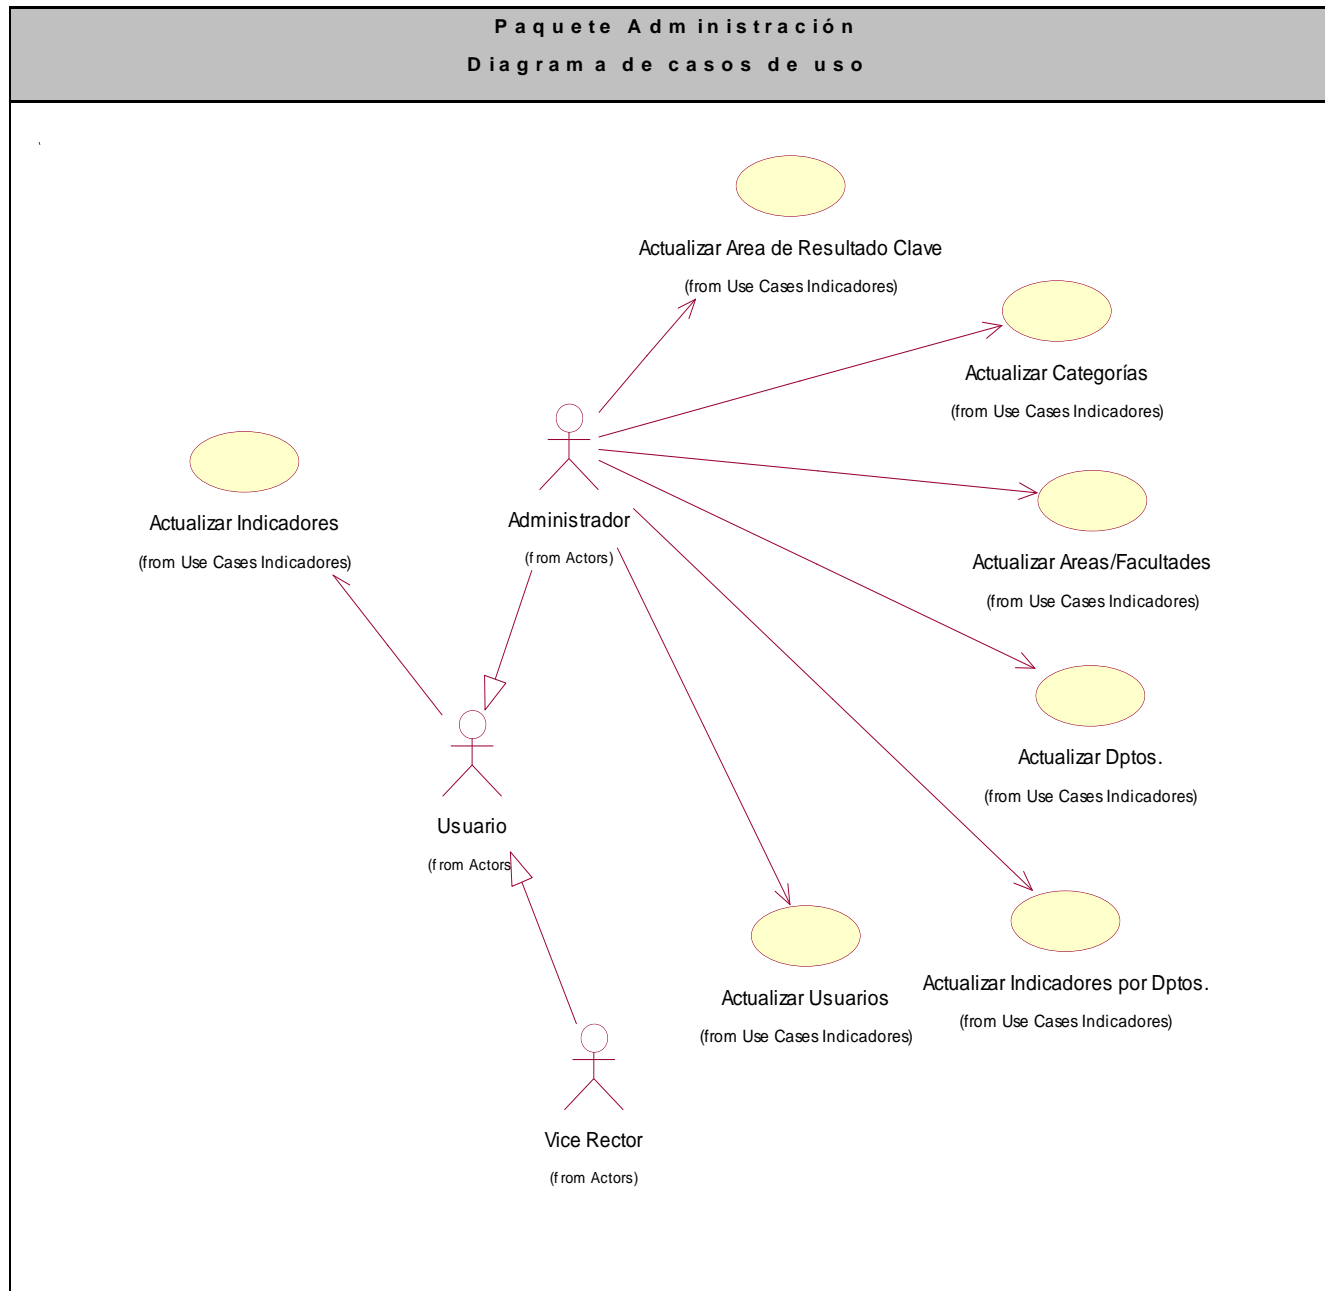 Paquete Administración
Diagrama de casos de uso
Actualizar Area de Resultado Clave
(from Use Cases Indicadores)
Actualizar Categorías
(from Use Cases Indicadores)
Actualizar Indicadores
(from Use Cases Indicadores)
Administrador
(from Actors)
Actualizar Areas/Facultades
(from Use Cases Indicadores)
Actualizar Dptos.
(from Use Cases Indicadores)
Usuario
(from Actors
Actualizar Usuarios
(from Use Cases Indicadores)
Actualizar Indicadores por Dptos.
(from Use Cases Indicadores)
Vice Rector
(from Actors)